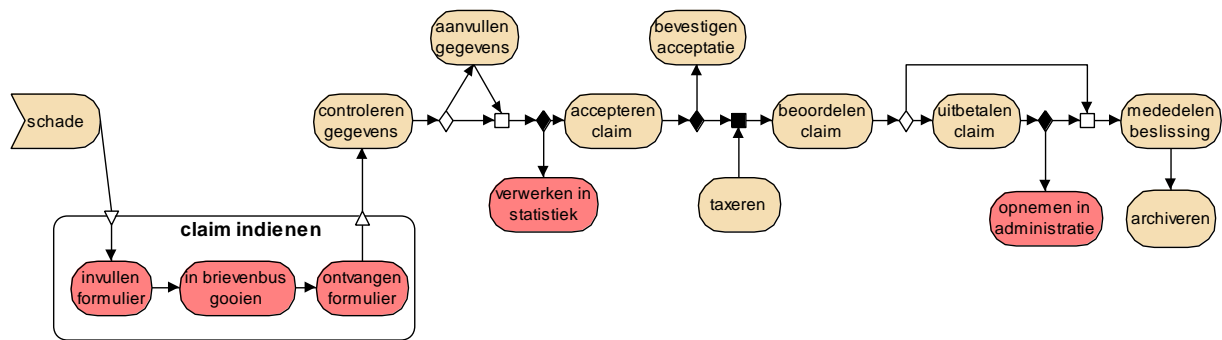 aanvullen
gegevens
bevestigen
acceptatie
schade
controleren
gegevens
accepteren
claim
beoordelen
claim
uitbetalen
claim
mededelen
beslissing
verwerken in
statistiek
taxeren
opnemen in
administratie
archiveren
claim indienen
invullen
formulier
in brievenbus
gooien
ontvangen
formulier